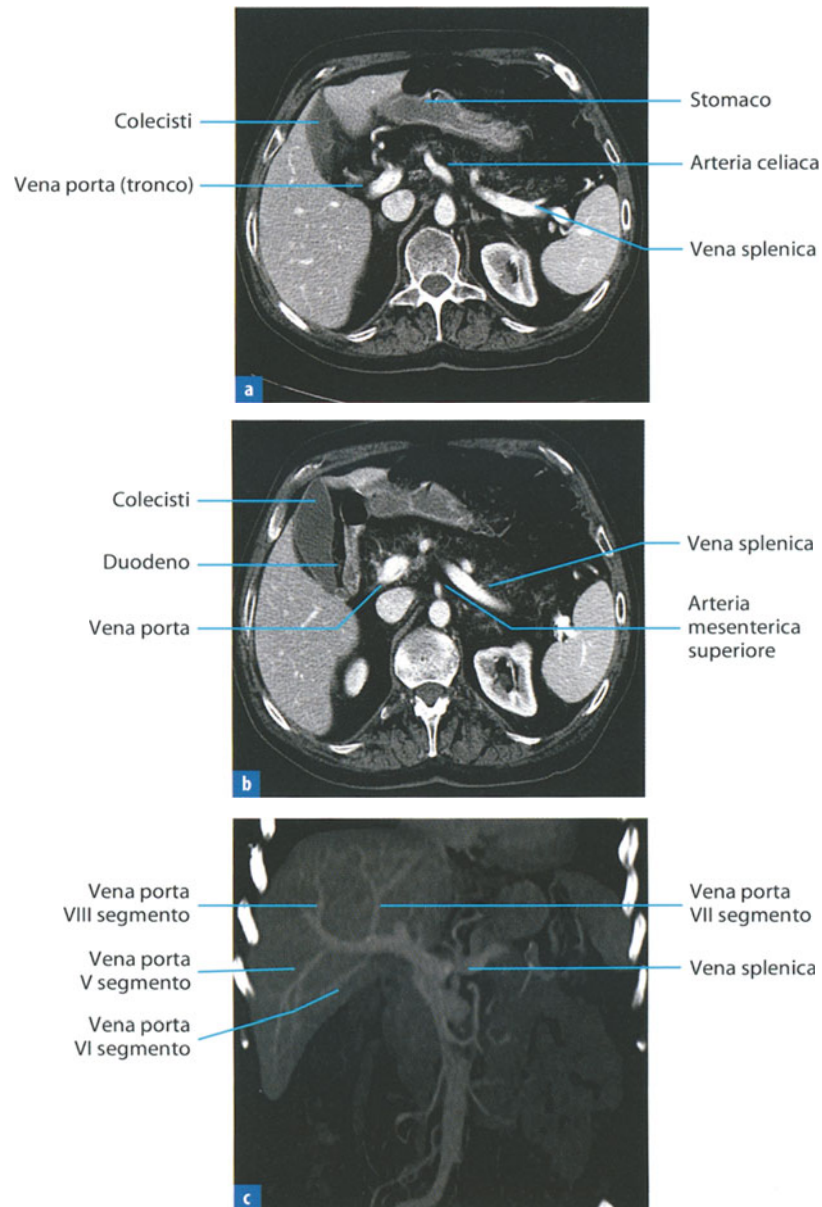 Colecisti
Vena porta (tronco)
Stomaco
Arteria celiaca
Vena splenica
a
Colecisti
Duodeno
Vena porta
Vena splenica
Arteria
mesenterica
superiore
b
Vena porta
VIII segmento
Vena porta
V segmento
Vena porta
VI segmento
Vena porta
VII segmento
Vena splenica
c